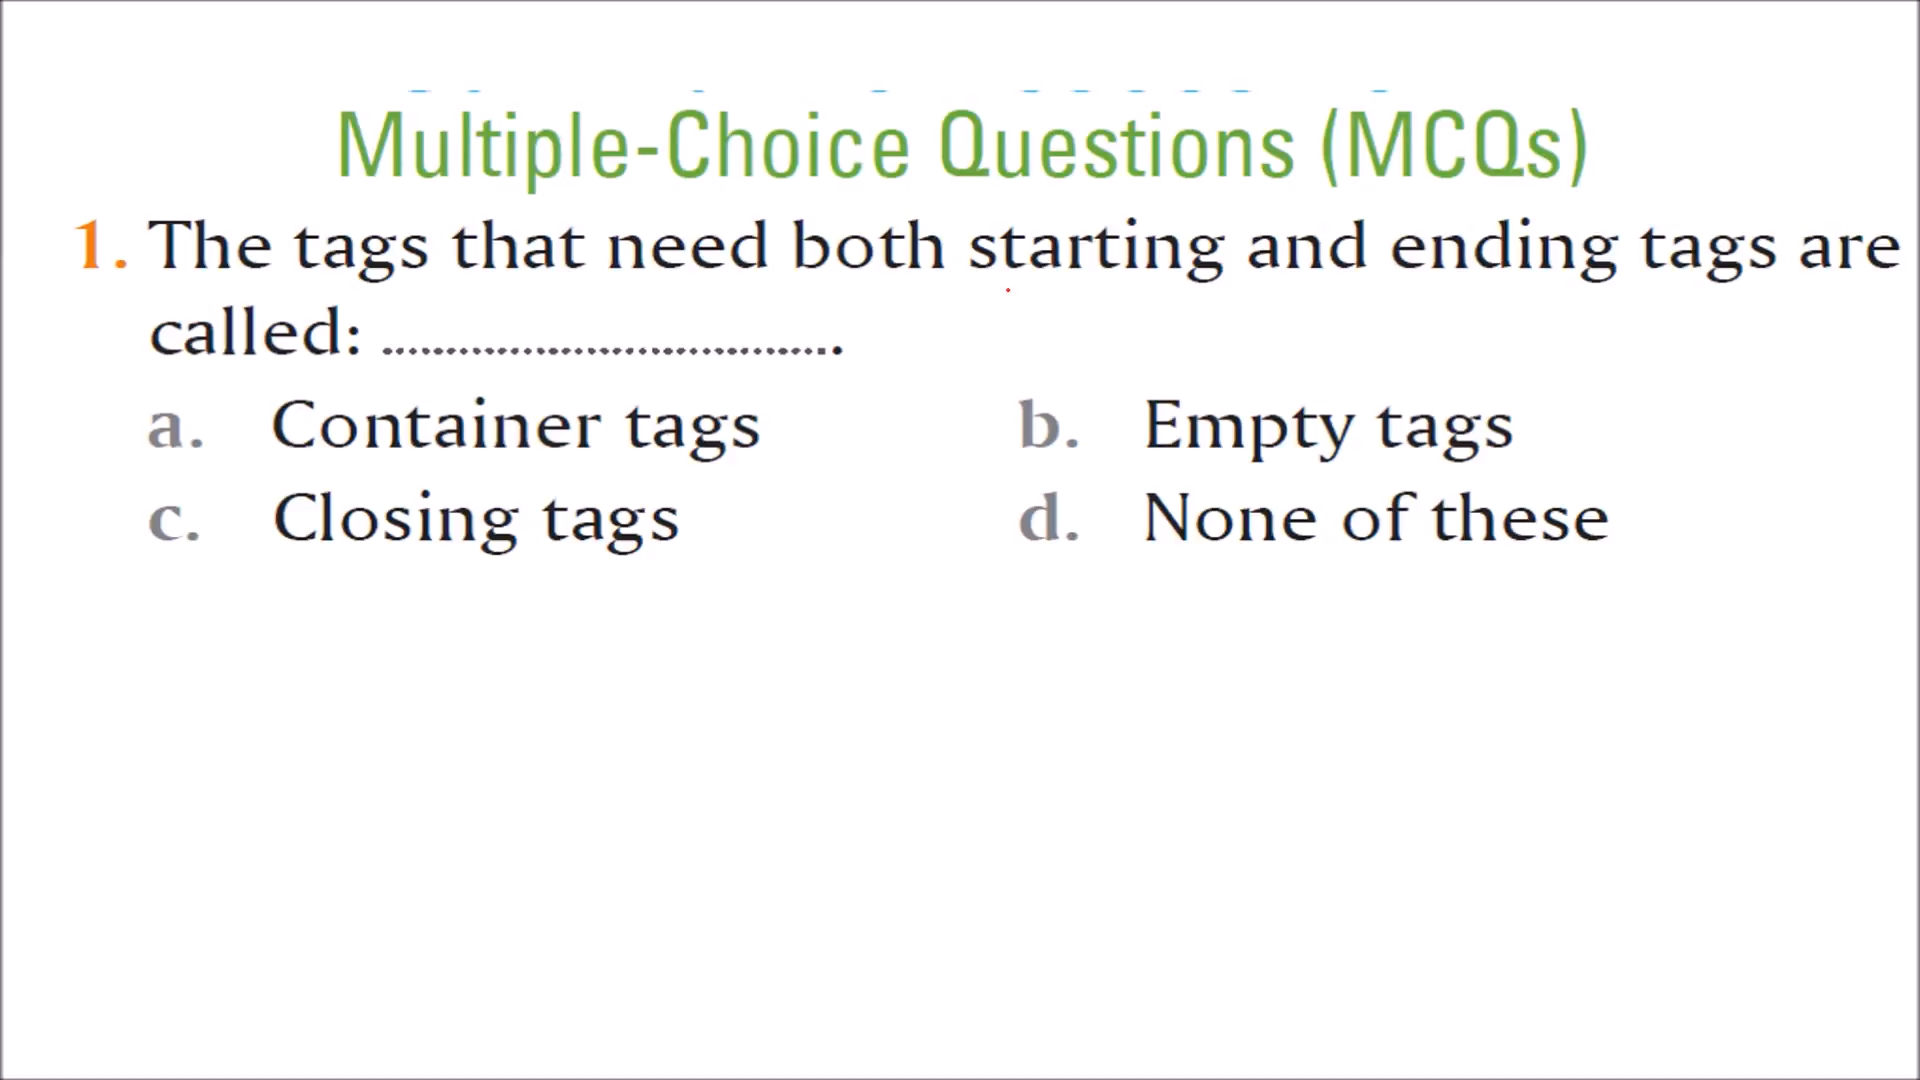 Multiple-Choice Questions (MCQs)
1. The tags that need both starting and ending tags are
called: ...................................
a. Container tags b. Empty tags
c. Closing tags d. None of these